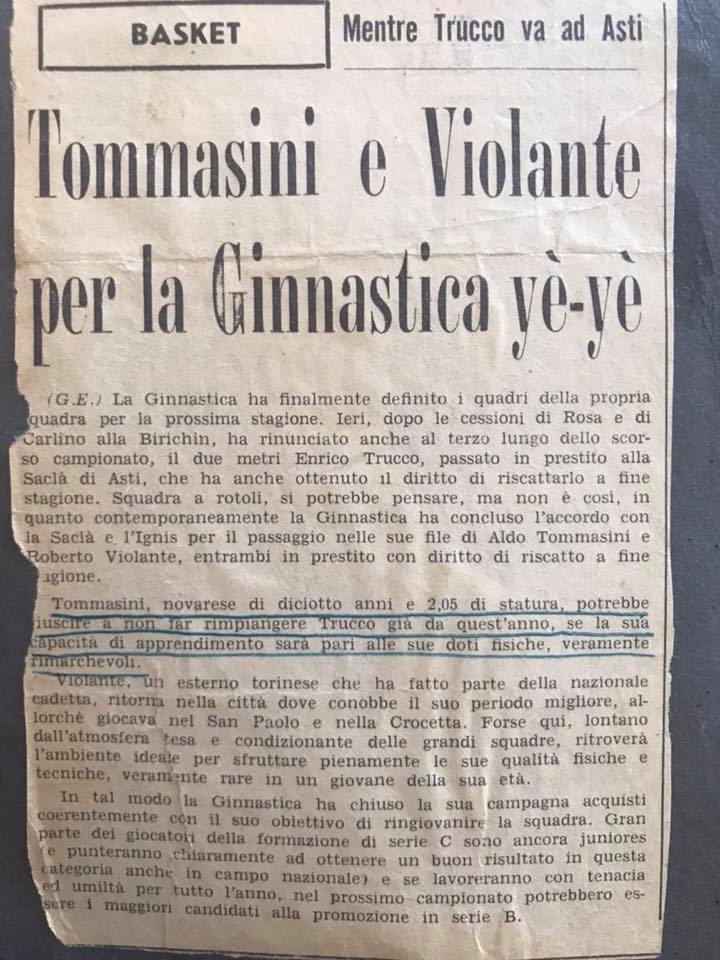 BASKET
Mentre Trucco va ad Asti
Tommasini e Violante
per la Ginnastica yè-yè
(G.E.) La Ginnastica ha finalmente definito i quadri della propria
quadra per la prossima stagione. Ieri, dopo le cessioni di Rosa e di
Carlino alla Birichin, ha rinunciato anche al terzo lungo dello scor-
so campionato, il due metri Enrico Trucco, passato in prestito alla
Saclà di Asti, che ha anche ottenuto il diritto di riscattarlo a fine
stagione. Squadra a rotoli, si potrebbe pensare, ma non è così, in
quanto contemporaneamente la Ginnastica ha concluso l'accordo con
la Saclà e l'Ignis per il passaggio nelle sue file di Aldo Tommasini e
Roberto Violante, entrambi in prestito con diritto di riscatto a fine
agione.
Tommasini, novarese di diciotto anni e 2,05 di statura, potrebbe
iuscire a non far rimpiangere Trucco già da quest'anno, se la sua
capacità di apprendimento sarà pari alle sue doti fisiche, veramente
rimarchevoli.
Violante, un esterno torinese che ha fatto parte della nazionale
cadetta, ritorna nella città dove conobbe il suo periodo migliore, al-
lorchè giocava nel San Paolo e nella Crocetta. Forse qui, lontano
dall'atmosfera tesa e condizionante delle grandi squadre, ritroverà
l'ambiente ideale per sfruttare pienamente le sue qualità fisiche e
tecniche, veramente rare in un giovane della sua età.
In tal modo la Ginnastica ha chiuso la sua campagna acquisti
coerentemente con il suo obiettivo di ringiovanire la squadra. Gran
parte dei giocatori della formazione di serie C sono ancora juniores
(e punteranno chiaramente ad ottenere un buon risultato in questa
categoria anche in campo nazionale) e se lavoreranno con tenacia
ed umiltà per tutto l'anno, nel prossimo campionato potrebbero es-
sere i maggiori candidati alla promozione in serie B.